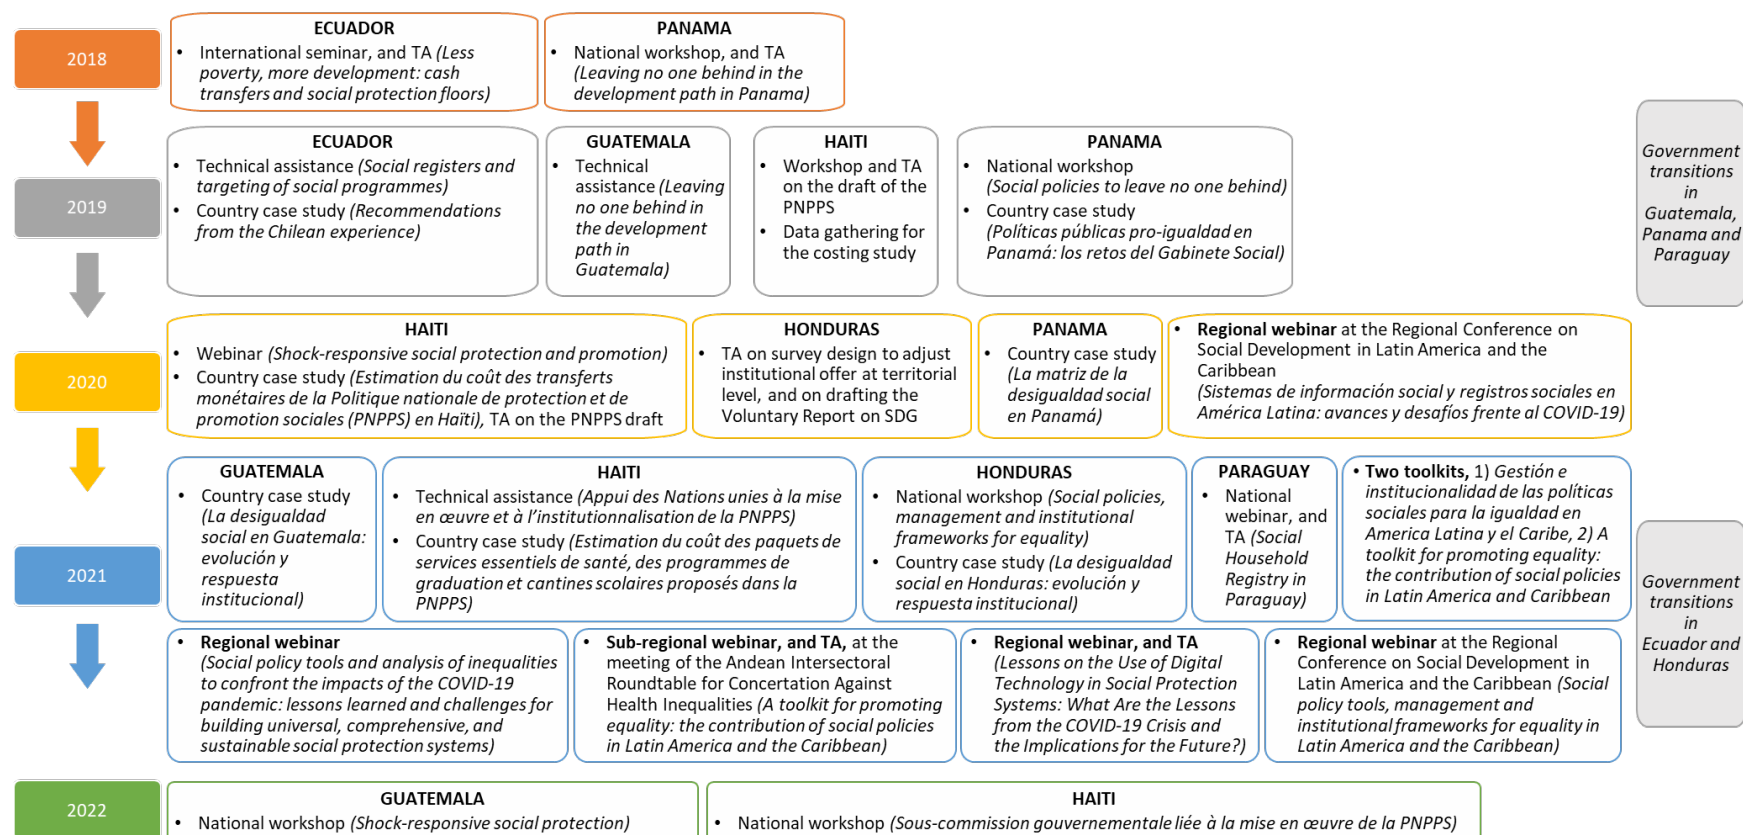 2018
ECUADOR
• International seminar, and TA (Less
poverty, more development: cash
transfers and social protection floors)
PANAMA
• National workshop, and TA
(Leaving no one behind in the
development path in Panama)
2019
ECUADOR
• Technical assistance (Social registers and
targeting of social programmes)
• Country case study (Recommendations
from the Chilean experience)
GUATEMALA
• Technical
assistance (Leaving
no one behind in
the development
path in
Guatemala)
HAITI
• Workshop and TA
on the draft of the
PNPPS
• Data gathering for
the costing study
PANAMA
• National workshop
(Social policies to leave no one behind)
• Country case study
(Políticas públicas pro-igualdad en
Panamá: los retos del Gabinete Social)
Government
transitions
in
Guatemala,
Panama and
Paraguay
2020
HAITI
• Webinar (Shock-responsive social protection and promotion)
• Country case study (Estimation du coût des transferts
monétaires de la Politique nationale de protection et de
promotion sociales (PNPPS) en Haïti), TA on the PNPPS draft
HONDURAS
• TA on survey design to adjust
institutional offer at territorial
level, and on drafting the
Voluntary Report on SDG
PANAMA
• Country case study
(La matriz de la
desigualdad social
en Panamá)
• Regional webinar at the Regional Conference on
Social Development in Latin America and the
Caribbean
(Sistemas de información social y registros sociales en
América Latina: avances y desafíos frente al COVID-19)
2021
GUATEMALA
• Country case study
(La desigualdad
social en Guatemala:
evolución y
respuesta
institucional)
HAITI
• Technical assistance (Appui des Nations unies à la mise
en œuvre et à l’institutionnalisation de la PNPPS)
• Country case study (Estimation du coût des paquets de
services essentiels de santé, des programmes de
graduation et cantines scolaires proposés dans la
PNPPS)
HONDURAS
• National workshop (Social policies,
management and institutional
frameworks for equality)
• Country case study (La desigualdad
social en Honduras: evolución y
respuesta institucional)
PARAGUAY
• National
webinar, and
TA (Social
Household
Registry in
Paraguay)
• Two toolkits, 1) Gestión e
institucionalidad de las políticas
sociales para la igualdad en
America Latina y el Caribe, 2) A
toolkit for promoting equality:
the contribution of social policies
in Latin America and Caribbean
Government
transitions
in
Ecuador and
Honduras
• Regional webinar
(Social policy tools and analysis of inequalities
to confront the impacts of the COVID-19
pandemic: lessons learned and challenges for
building universal, comprehensive, and
sustainable social protection systems)
• Sub-regional webinar, and TA, at the
meeting of the Andean Intersectoral
Roundtable for Concertation Against
Health Inequalities (A toolkit for promoting
equality: the contribution of social policies
in Latin America and the Caribbean)
• Regional webinar, and TA
(Lessons on the Use of Digital
Technology in Social Protection
Systems: What Are the Lessons
from the COVID-19 Crisis and
the Implications for the Future?)
• Regional webinar at the Regional
Conference on Social Development in
Latin America and the Caribbean (Social
policy tools, management and
institutional frameworks for equality in
Latin America and the Caribbean)
2022
GUATEMALA
• National workshop (Shock-responsive social protection)
HAITI
• National workshop (Sous-commission gouvernementale liée à la mise en œuvre de la PNPPS)